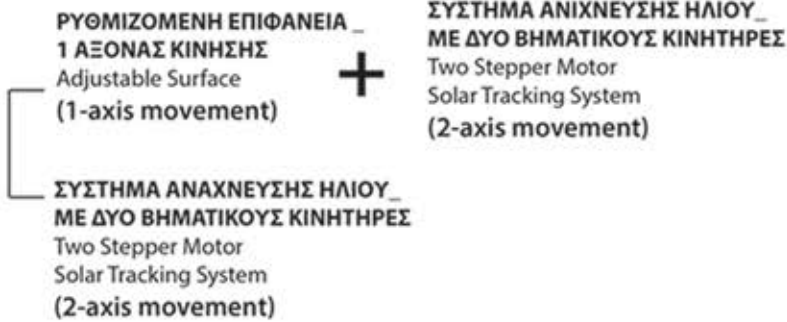 ΡΥΘΜΙΖΟΜΕΝΗ ΕΠΙΦΑΝΕΙΑ _
1 ΑΞΟΝΑΣ ΚΙΝΗΣΗΣ
Adjustable Surface
(1-axis movement)
+
ΣΥΣΤΗΜΑ ΑΝΙΧΝΕΥΣΗΣ ΗΛΙΟΥ_
ΜΕ ΔΥΟ ΒΗΜΑΤΙΚΟΥΣ ΚΙΝΗΤΗΡΕΣ
Two Stepper Motor
Solar Tracking System
(2-axis movement)
ΣΥΣΤΗΜΑ ΑΝΑΧΝΕΥΣΗΣ ΗΛΙΟΥ_
ΜΕ ΔΥΟ ΒΗΜΑΤΙΚΟΥΣ ΚΙΝΗΤΗΡΕΣ
Two Stepper Motor
Solar Tracking System
(2-axis movement)